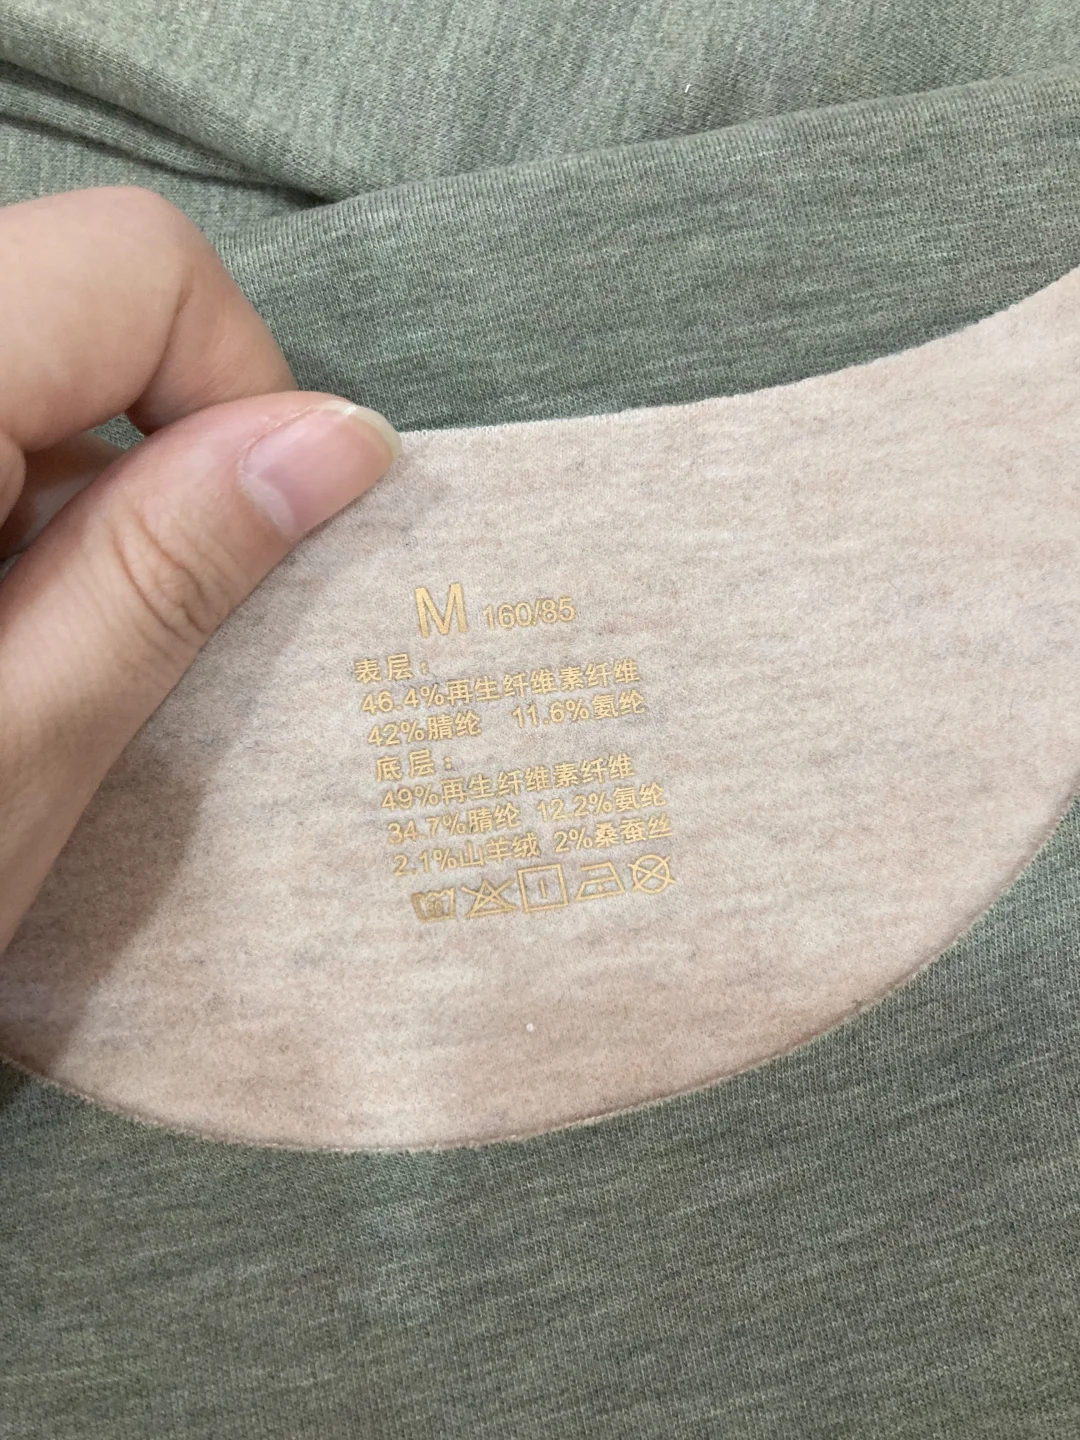 M 160/85
表层：
46.4%再生纤维素纤维
42%腈纶 11.6%氨纶
底层：
49%再生纤维素纤维
34.7%腈纶 12.2%氨纶
2.1%山羊绒 2%桑蚕丝